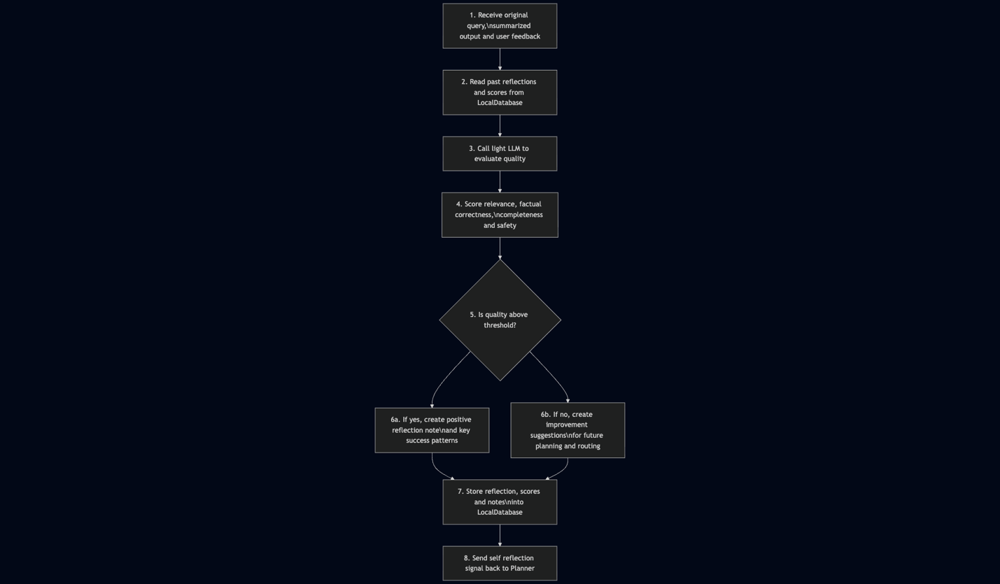 1. Receive original
query,\nsummarized
output and user feedback
2. Read past reflections
and scores from
LocalDatabase
3. Call light LLM to
evaluate quality
4. Score relevance, factual
correctness,\ncompleteness
and safety
5. Is quality above
threshold?
6a. If yes, create positive
reflection note\nand key
success patterns
6b. If no, create
improvement
suggestions\nfor future
planning and routing
7. Store reflection, scores
and notes\ninto
LocalDatabase
8. Send self reflection
signal back to Planner